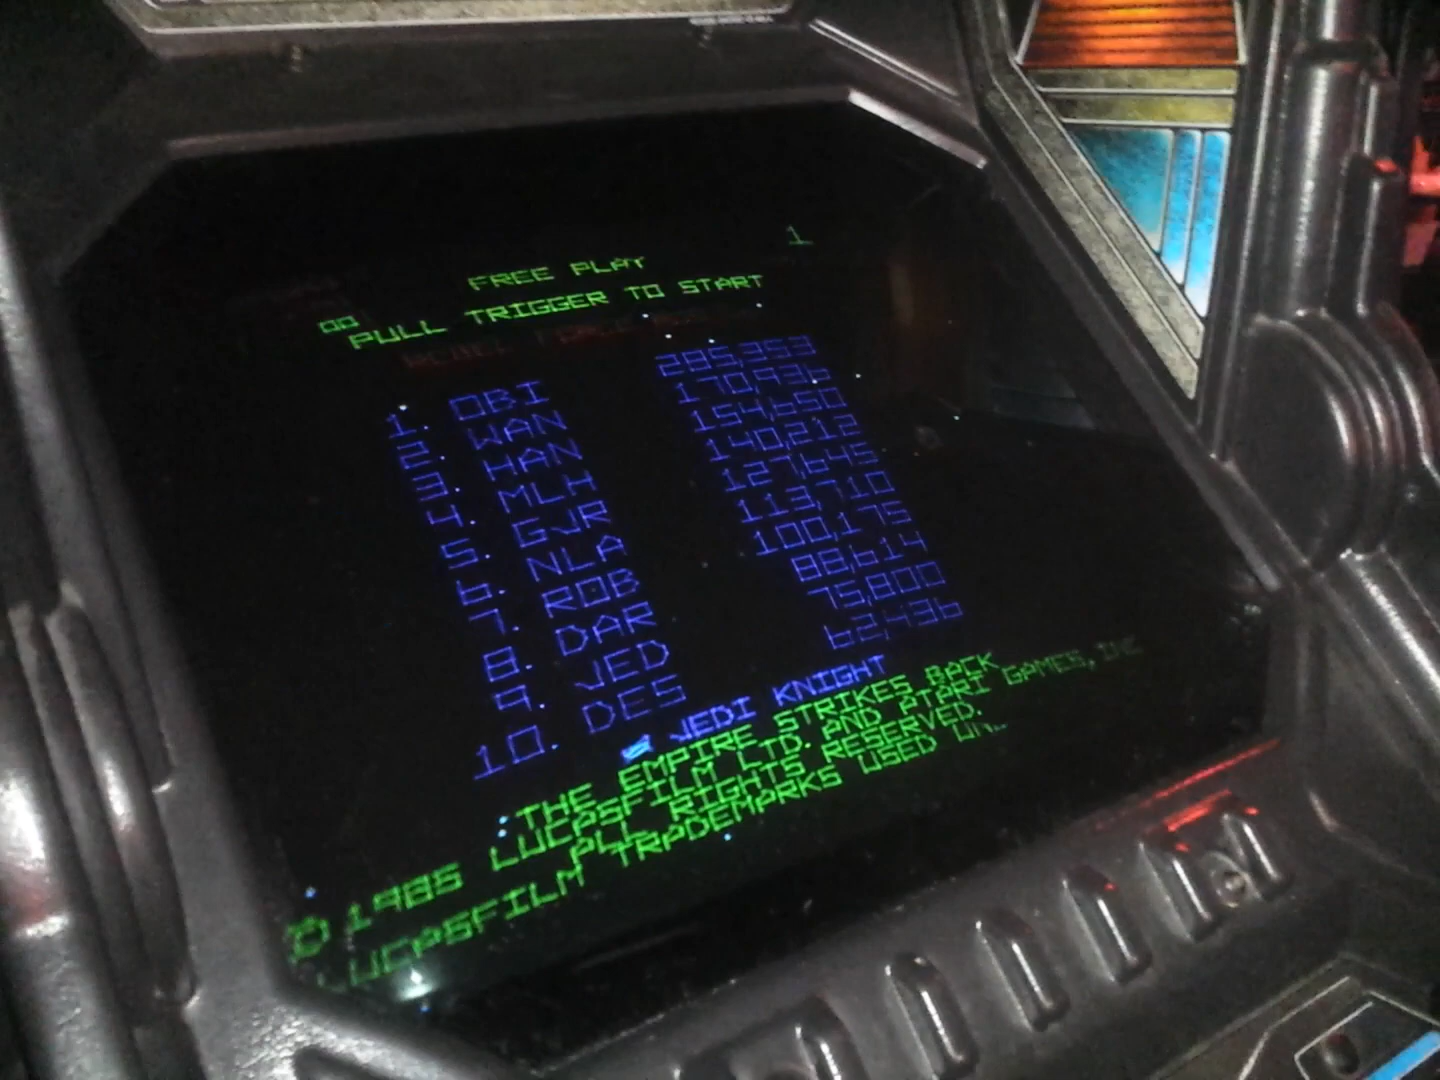 1
FREE PLAY
00
PULL TRIGGER TO START
1. OBI 285,353
2. WAN 170,936
3. HAN 154,650
4. MLH 140,212
5. GJR 127,645
6. NLA 113,710
7. ROB 100,175
8. DAR 88,614
9. JED 75,800
10. DES 62,436
JEDI KNIGHT
THE EMPIRE STRIKES BACK
© 1985 LUCASFILM LTD. AND ATARI GAMES, INC
ALL RIGHTS RESERVED.
LUCASFILM TRADEMARKS USED